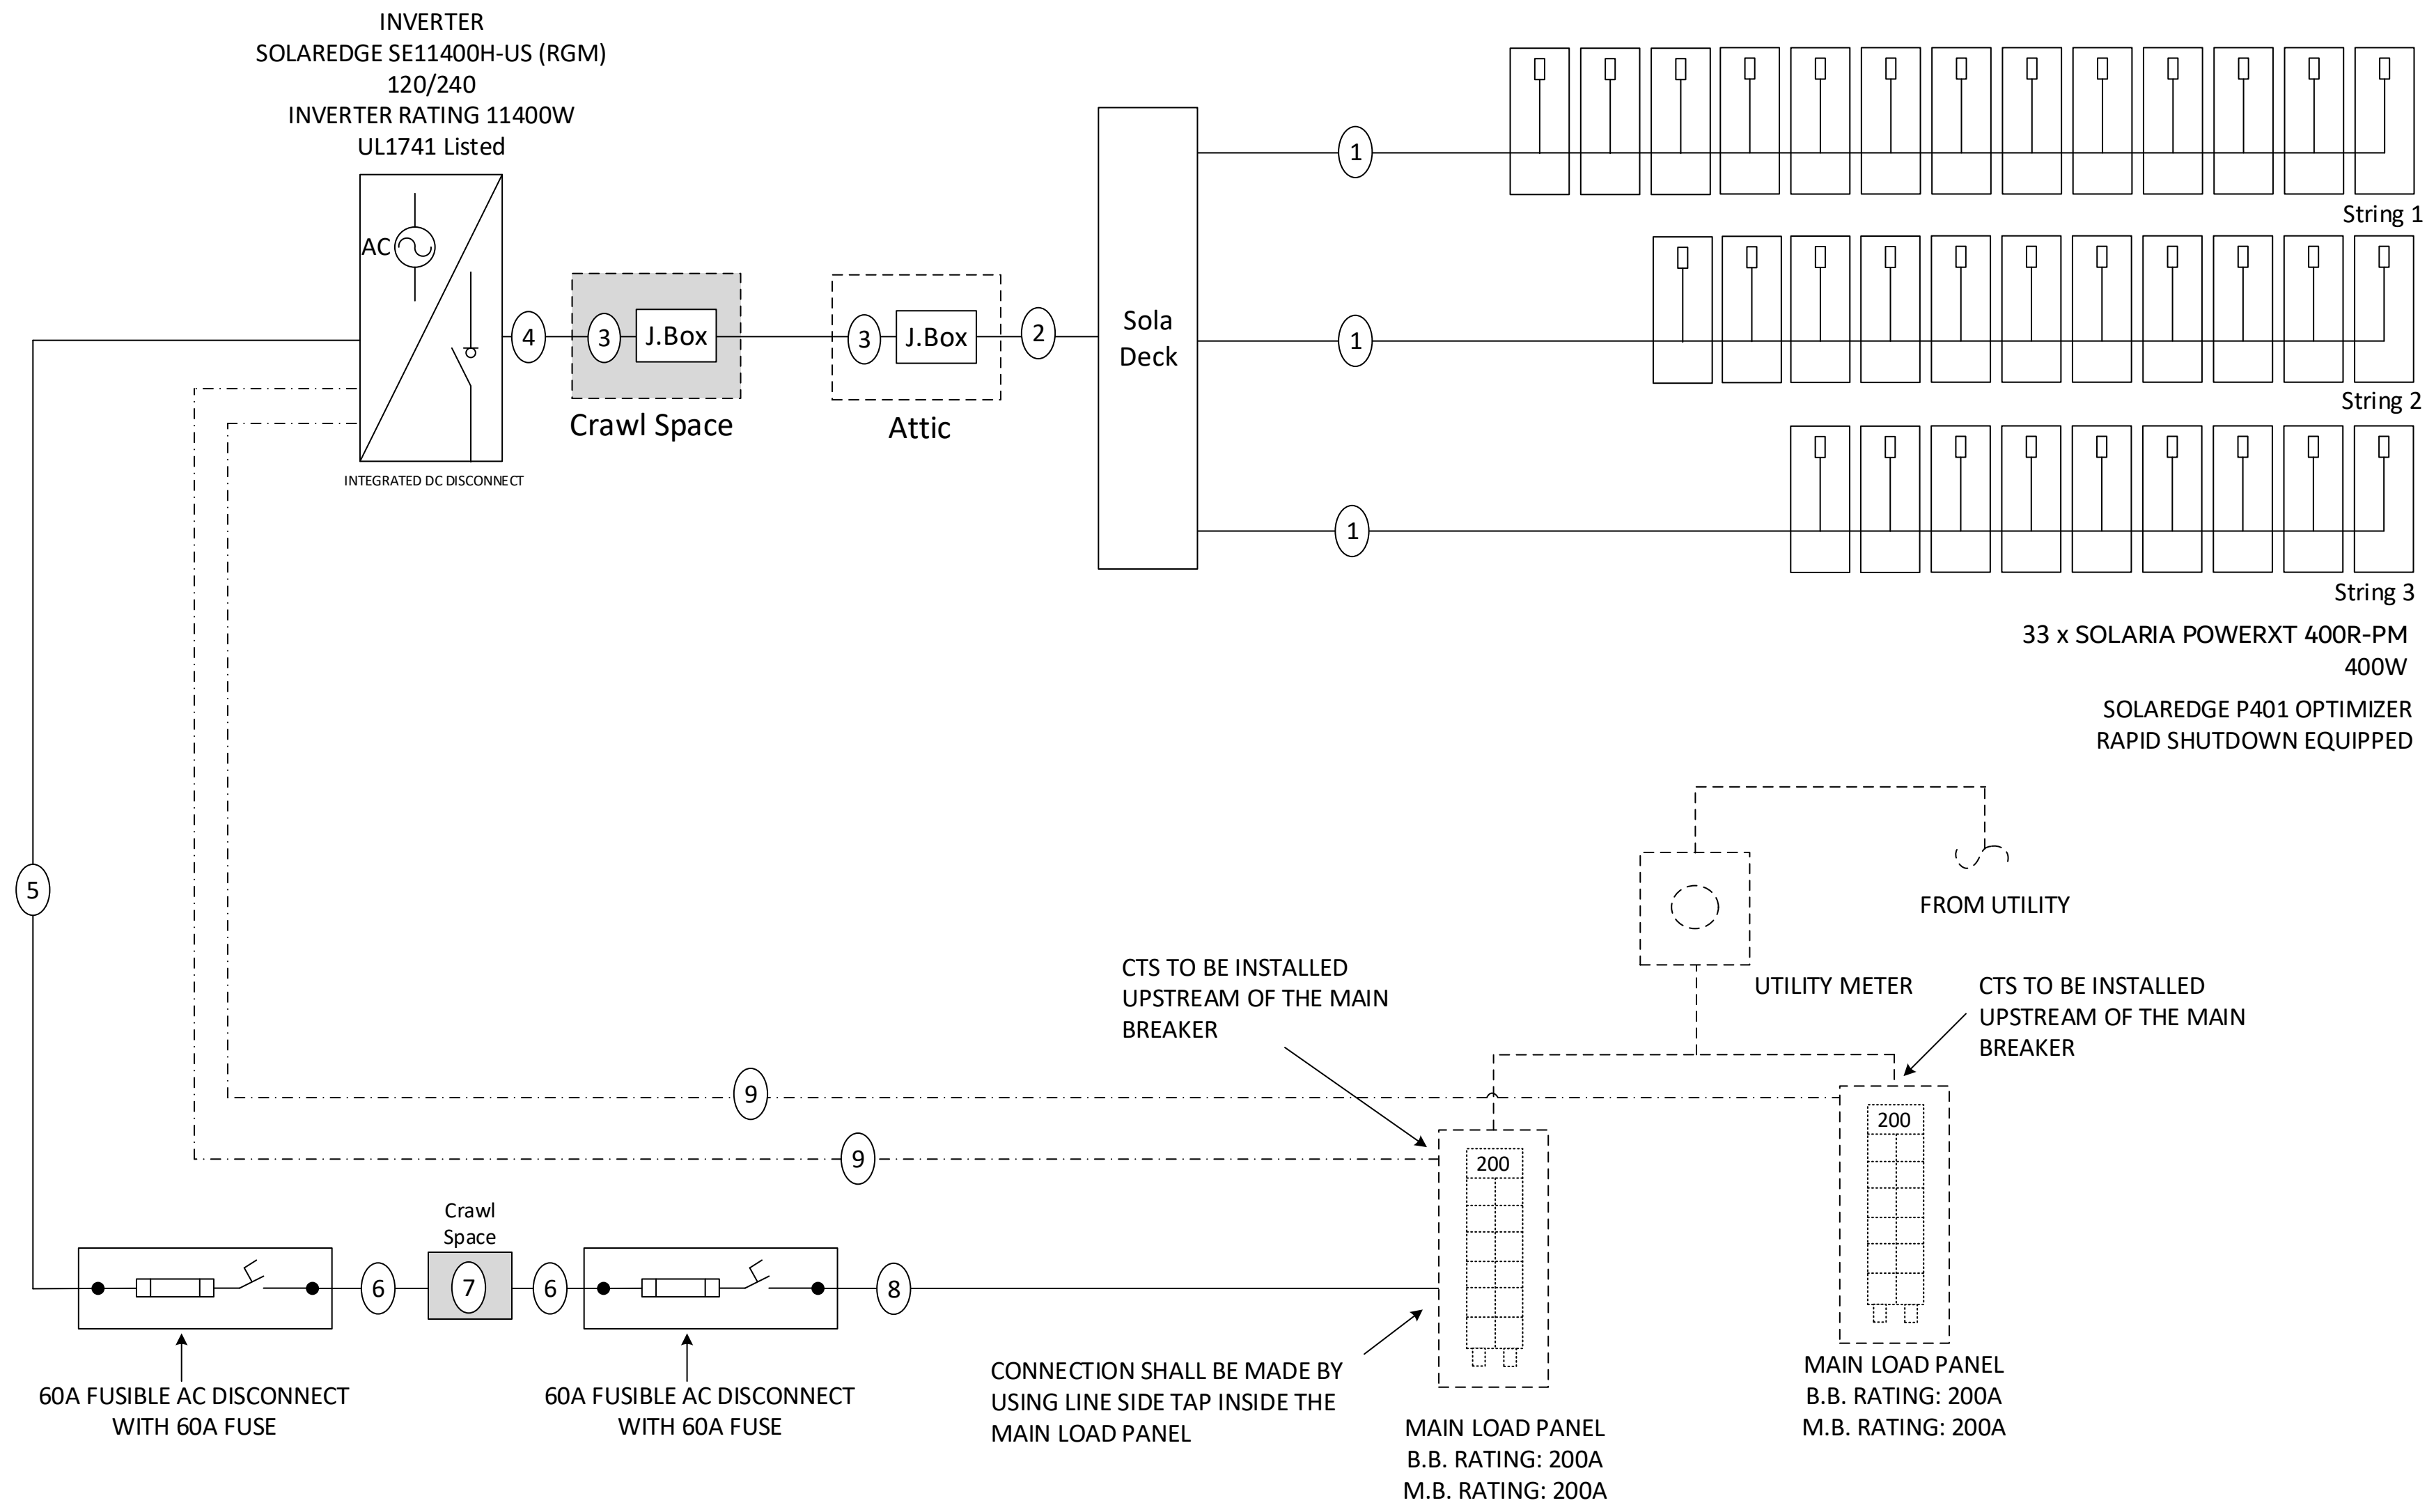 INVERTER
SOLAREDGE SE11400H-US (RGM)
120/240
INVERTER RATING 11400W
UL1741 Listed
AC
INTEGRATED DC DISCONNECT
4
3
J.Box
Crawl Space
3
J.Box
Attic
2
Sola
Deck
1
String 1
1
String 2
1
String 3
33 x SOLARIA POWERXT 400R-PM
400W
SOLAREDGE P401 OPTIMIZER
RAPID SHUTDOWN EQUIPPED
5
FROM UTILITY
UTILITY METER
CTS TO BE INSTALLED
UPSTREAM OF THE MAIN
BREAKER
CTS TO BE INSTALLED
UPSTREAM OF THE MAIN
BREAKER
9
9
200
200
Crawl
Space
6
7
6
8
60A FUSIBLE AC DISCONNECT
WITH 60A FUSE
60A FUSIBLE AC DISCONNECT
WITH 60A FUSE
CONNECTION SHALL BE MADE BY
USING LINE SIDE TAP INSIDE THE
MAIN LOAD PANEL
MAIN LOAD PANEL
B.B. RATING: 200A
M.B. RATING: 200A
MAIN LOAD PANEL
B.B. RATING: 200A
M.B. RATING: 200A